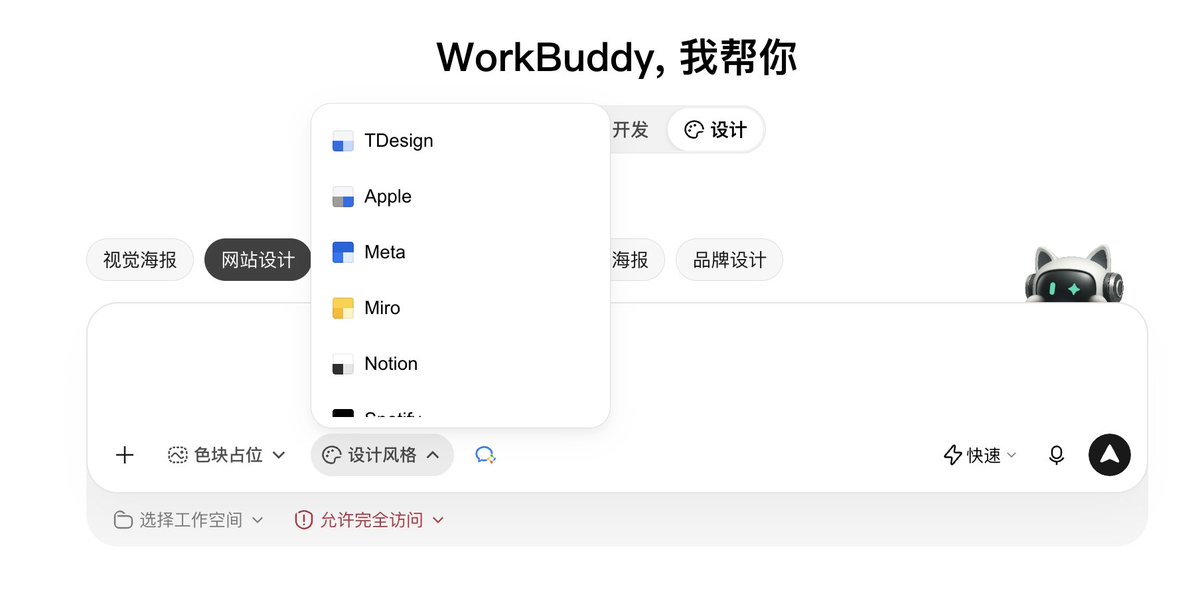 WorkBuddy, 我帮你
开发
设计
TDesign
Apple
Meta
Miro
Notion
Spotify
视觉海报
网站设计
海报
品牌设计
色块占位
设计风格
快速
选择工作空间
允许完全访问